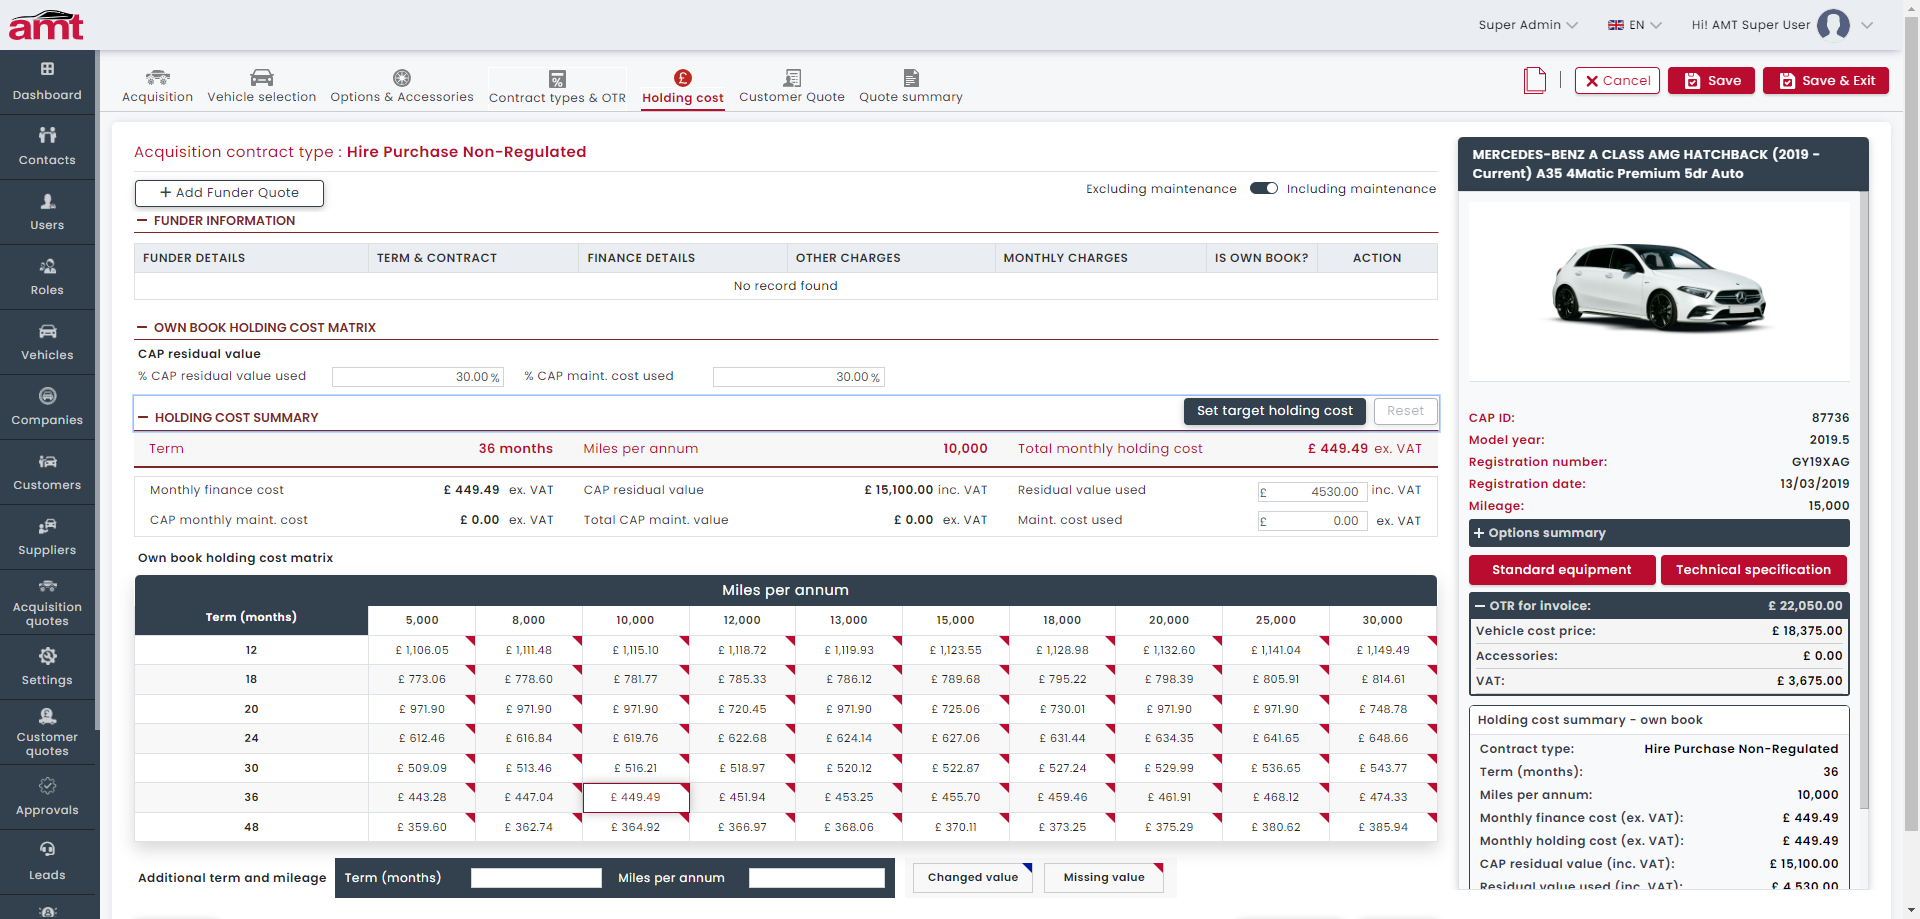 amt
Super Admin
EN
Hi! AMT Super User
Dashboard
Contacts
Users
Roles
Vehicles
Companies
Customers
Suppliers
Acquisition
quotes
Settings
Customer
quotes
Approvals
Leads
Acquisition
Vehicle selection
Options & Accessories
Contract types & OTR
Holding cost
Customer Quote
Quote summary
Cancel
Save
Save & Exit
Acquisition contract type : Hire Purchase Non-Regulated
+ Add Funder Quote
Excluding maintenance Including maintenance
FUNDER INFORMATION
FUNDER DETAILS TERM & CONTRACT FINANCE DETAILS OTHER CHARGES MONTHLY CHARGES IS OWN BOOK? ACTION
No record found
OWN BOOK HOLDING COST MATRIX
CAP residual value
% CAP residual value used 30.00 % % CAP maint. cost used 30.00 %
HOLDING COST SUMMARY Set target holding cost Reset
Term 36 months Miles per annum 10,000 Total monthly holding cost £ 449.49 ex. VAT
Monthly finance cost £ 449.49 ex. VAT CAP residual value £ 15,100.00 inc. VAT Residual value used £ 4530.00 inc. VAT
CAP monthly maint. cost £ 0.00 ex. VAT Total CAP maint. value £ 0.00 ex. VAT Maint. cost used £ 0.00 ex. VAT
Own book holding cost matrix
Miles per annum
Term (months) 5,000 8,000 10,000 12,000 13,000 15,000 18,000 20,000 25,000 30,000
12 £ 1,106.05 £ 1,111.48 £ 1,115.10 £ 1,118.72 £ 1,119.93 £ 1,123.55 £ 1,128.98 £ 1,132.60 £ 1,141.04 £ 1,149.49
18 £ 773.06 £ 778.60 £ 781.77 £ 785.33 £ 786.12 £ 789.68 £ 795.22 £ 798.39 £ 805.91 £ 814.61
20 £ 971.90 £ 971.90 £ 971.90 £ 720.45 £ 971.90 £ 725.06 £ 730.01 £ 971.90 £ 971.90 £ 748.78
24 £ 612.46 £ 616.84 £ 619.76 £ 622.68 £ 624.14 £ 627.06 £ 631.44 £ 634.35 £ 641.65 £ 648.66
30 £ 509.09 £ 513.46 £ 516.21 £ 518.97 £ 520.12 £ 522.87 £ 527.24 £ 529.99 £ 536.65 £ 543.77
36 £ 443.28 £ 447.04 £ 449.49 £ 451.94 £ 453.25 £ 455.70 £ 459.46 £ 461.91 £ 468.12 £ 474.33
48 £ 359.60 £ 362.74 £ 364.92 £ 366.97 £ 368.06 £ 370.11 £ 373.25 £ 375.29 £ 380.62 £ 385.94
Additional term and mileage Term (months) Miles per annum Changed value Missing value
MERCEDES-BENZ A CLASS AMG HATCHBACK (2019 -
Current) A35 4Matic Premium 5dr Auto
CAP ID: 87736
Model year: 2019.5
Registration number: GY19XAG
Registration date: 13/03/2019
Mileage: 15,000
+ Options summary
Standard equipment Technical specification
OTR for invoice: £ 22,050.00
Vehicle cost price: £ 18,375.00
Accessories: £ 0.00
VAT: £ 3,675.00
Holding cost summary - own book
Contract type: Hire Purchase Non-Regulated
Term (months): 36
Miles per annum: 10,000
Monthly finance cost (ex. VAT): £ 449.49
Monthly holding cost (ex. VAT): £ 449.49
CAP residual value (inc. VAT): £ 15,100.00
Residual value used (inc. VAT): £ 4,530.00